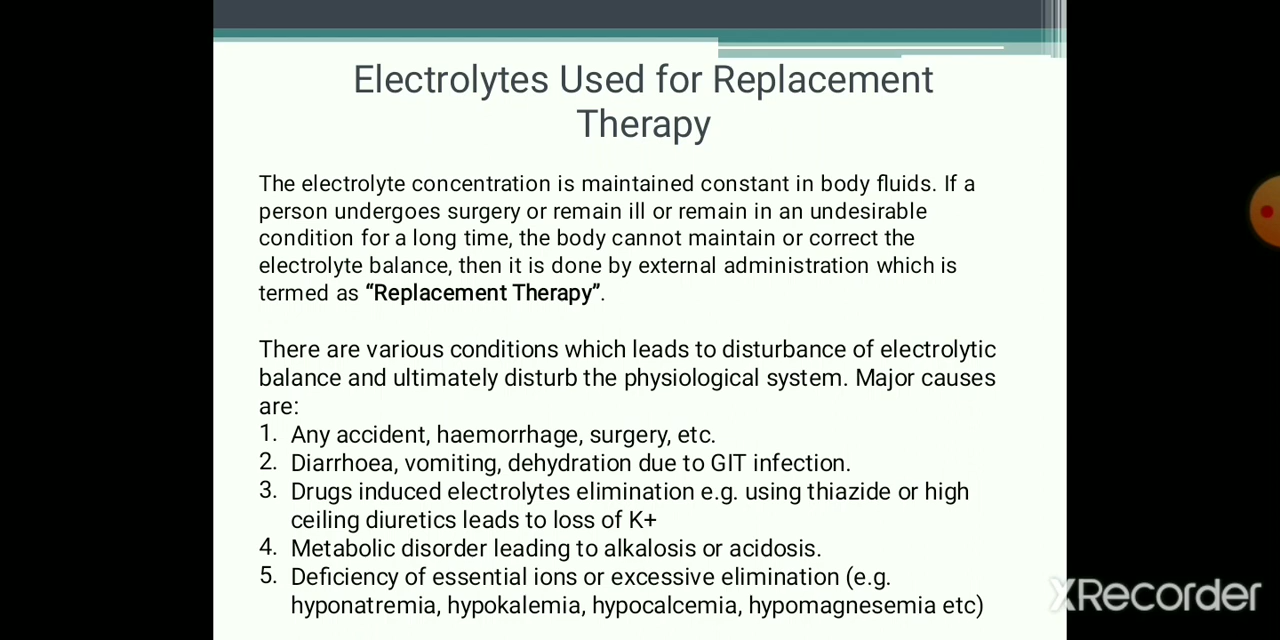 Electrolytes Used for Replacement
Therapy
The electrolyte concentration is maintained constant in body fluids. If a
person undergoes surgery or remain ill or remain in an undesirable
condition for a long time, the body cannot maintain or correct the
electrolyte balance, then it is done by external administration which is
termed as “Replacement Therapy”.
There are various conditions which leads to disturbance of electrolytic
balance and ultimately disturb the physiological system. Major causes
are:
1. Any accident, haemorrhage, surgery, etc.
2. Diarrhoea, vomiting, dehydration due to GIT infection.
3. Drugs induced electrolytes elimination e.g. using thiazide or high
ceiling diuretics leads to loss of K+
4. Metabolic disorder leading to alkalosis or acidosis.
5. Deficiency of essential ions or excessive elimination (e.g.
hyponatremia, hypokalemia, hypocalcemia, hypomagnesemia etc)
XRecorder